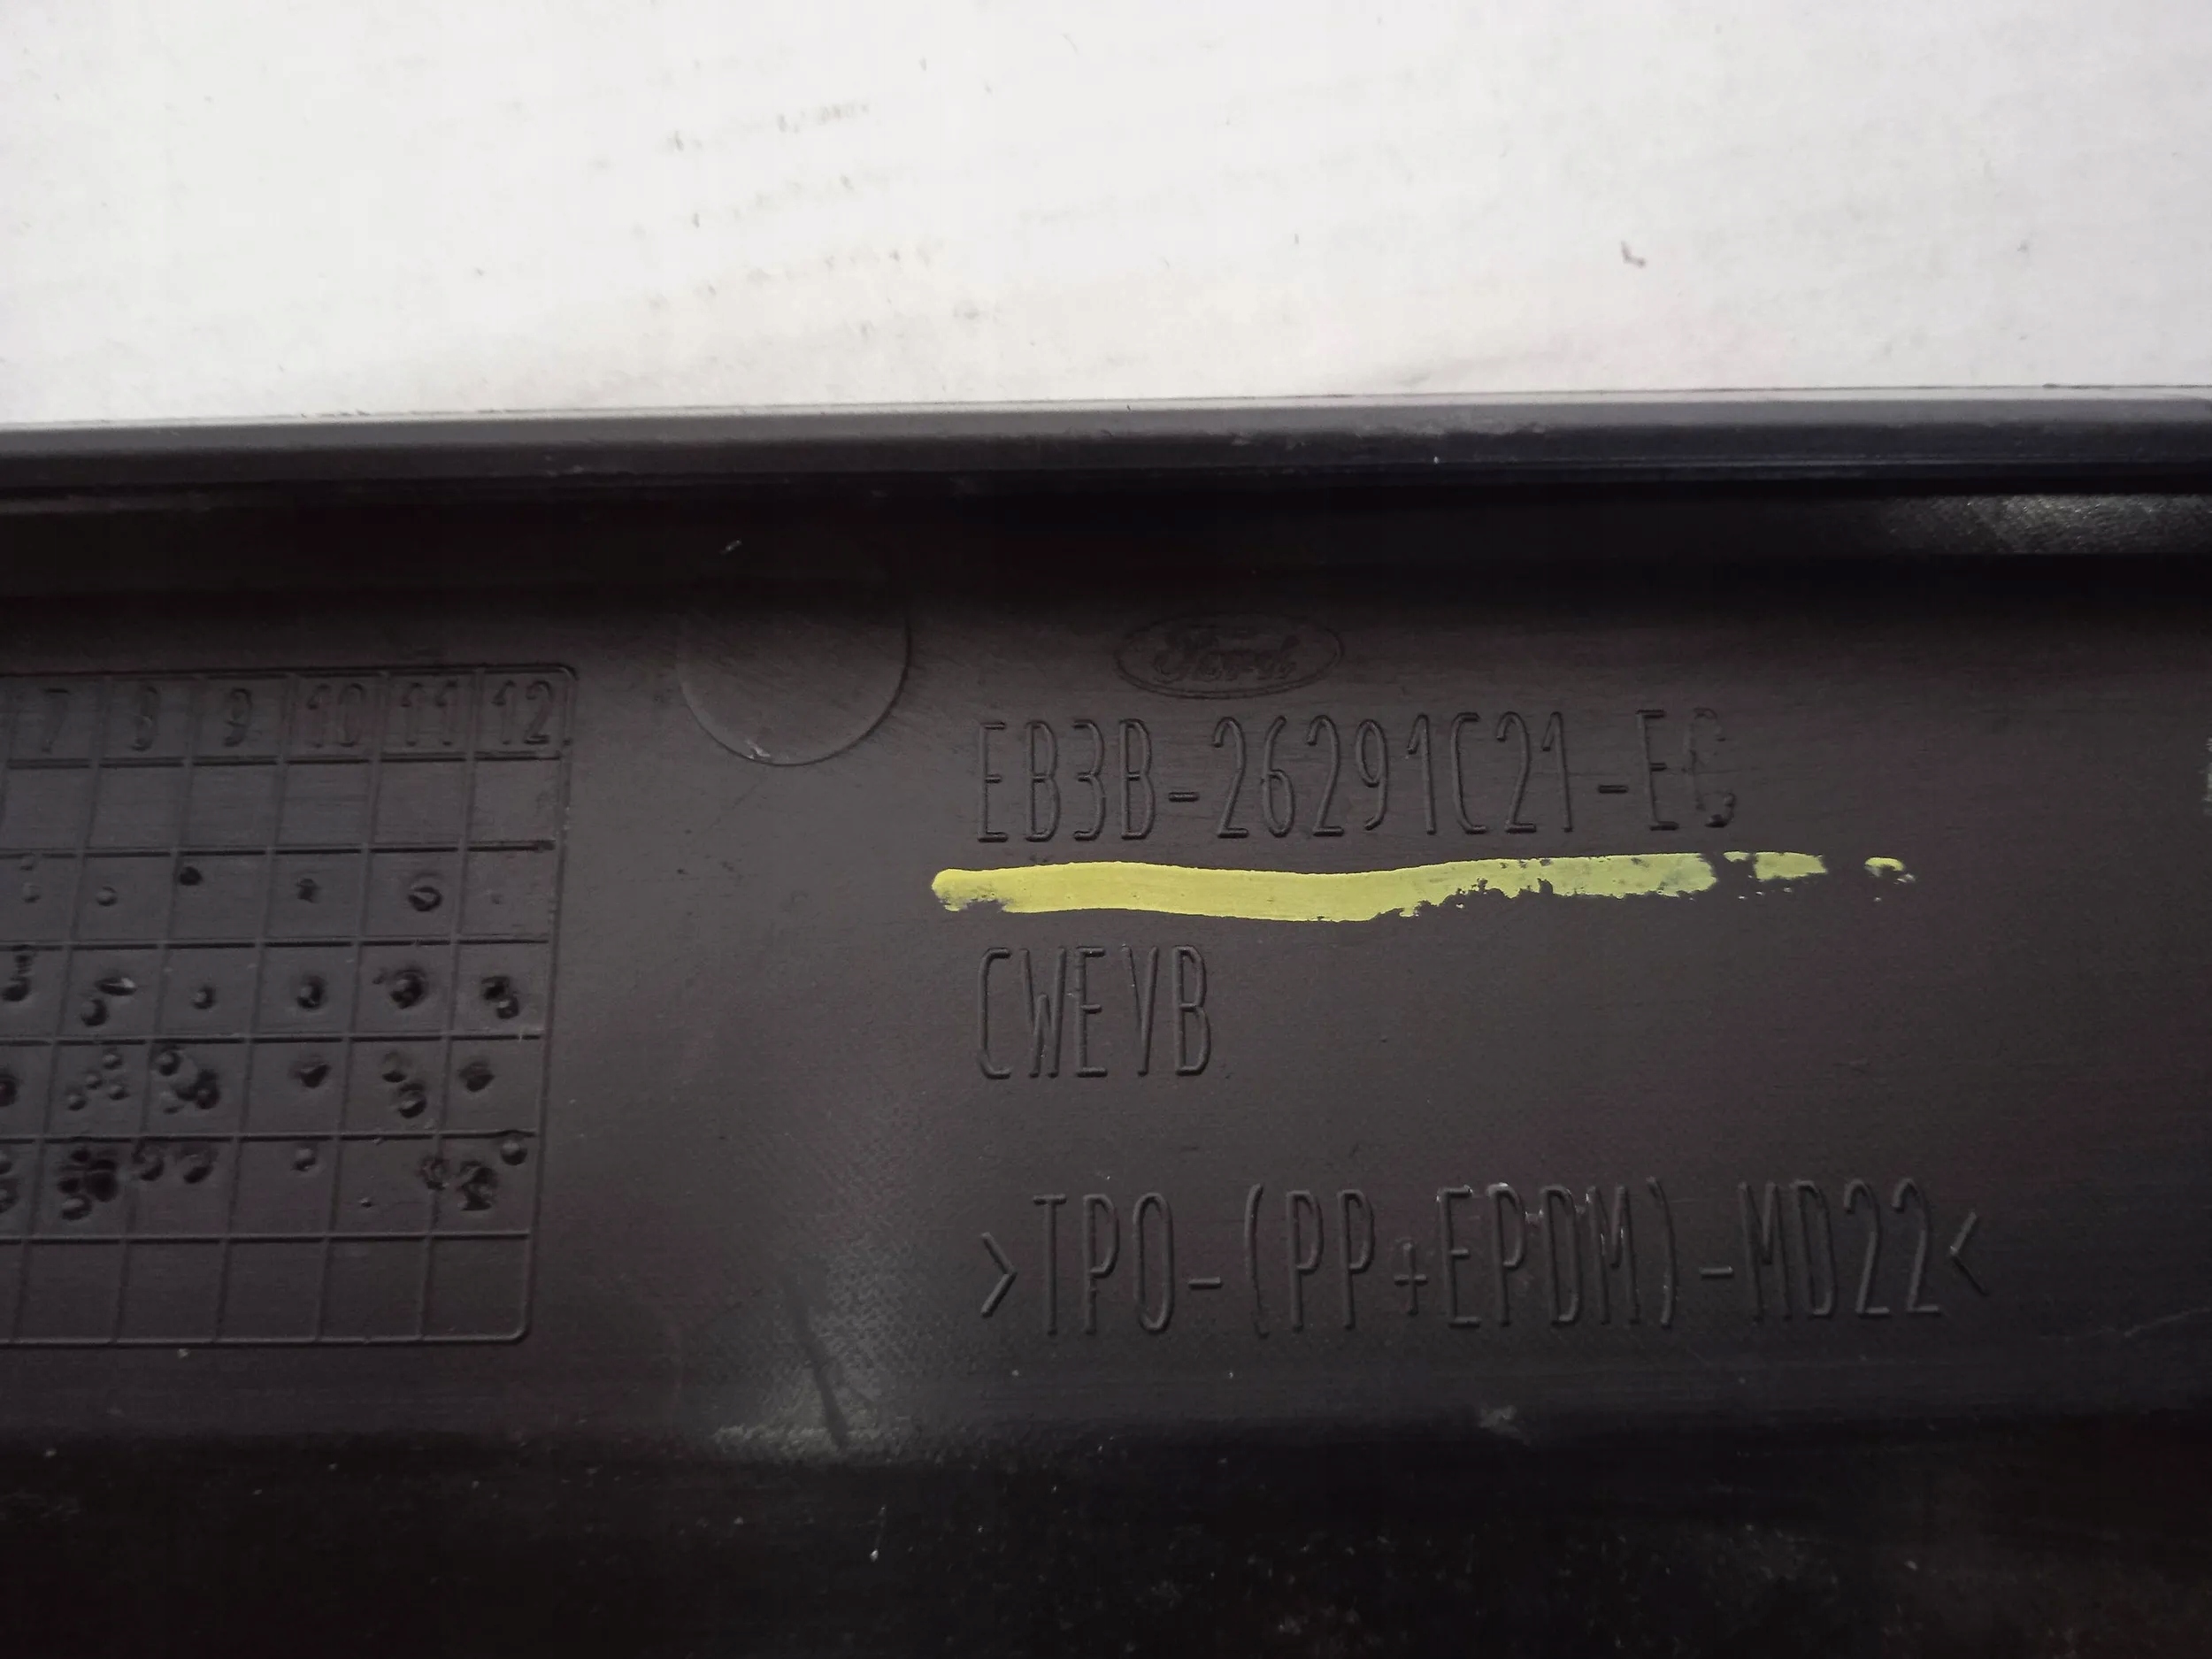 Ford
7 8 9 10 11 12
EB3B-26291C21-EC
CWEVB
>TPO-(PP+EPDM)-MD22<